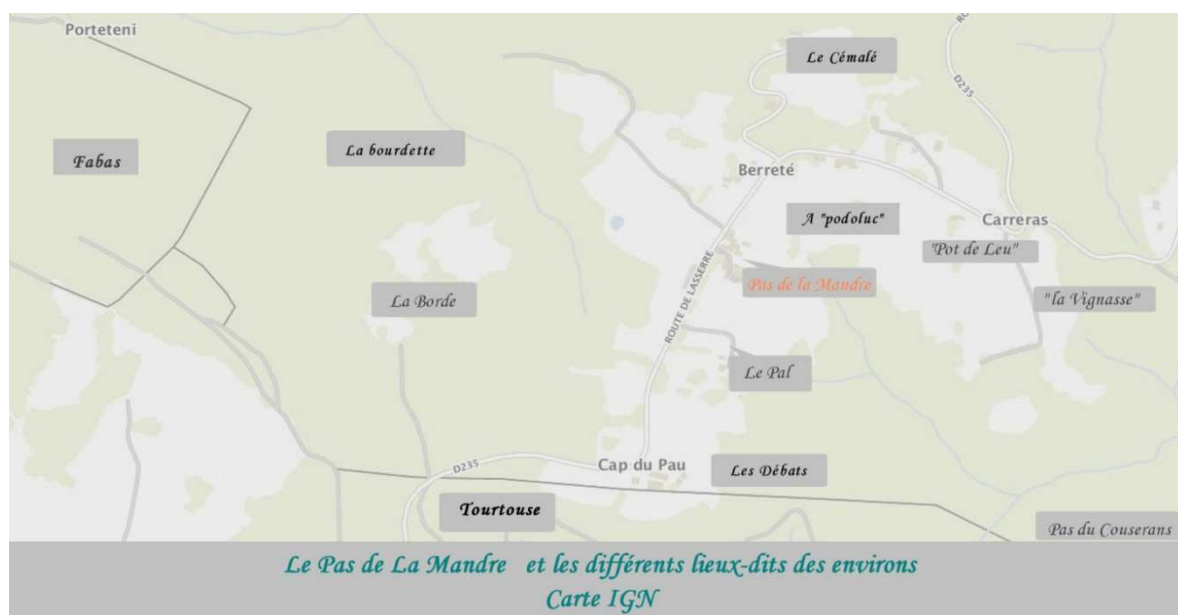 Porteteni
Le Cémalé
D235
Fabas
La bourdette
Berreté
A "podoluc"
Carreras
"Pot de Leu"
Pas de la Mandre
La Borde
"la Vignasse"
ROUTE DE LASSERRE
Le Pal
Cap du Pau
D235
Les Débats
Tourtouse
Pas du Couserans
Le Pas de La Mandre et les différents lieux-dits des environs
Carte IGN